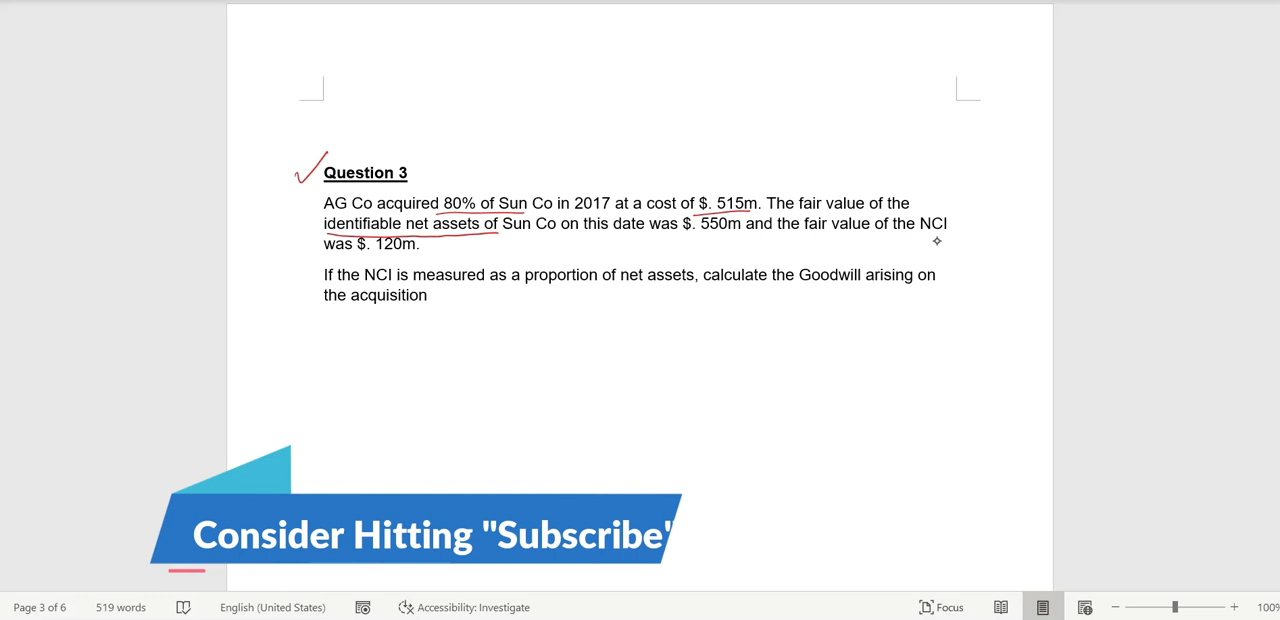 Question 3
AG Co acquired 80% of Sun Co in 2017 at a cost of $. 515m. The fair value of the
identifiable net assets of Sun Co on this date was $. 550m and the fair value of the NCI
was $. 120m.
If the NCI is measured as a proportion of net assets, calculate the Goodwill arising on
the acquisition
Consider Hitting "Subscribe"
Page 3 of 6 519 words English (United States) Accessibility: Investigate Focus 100%